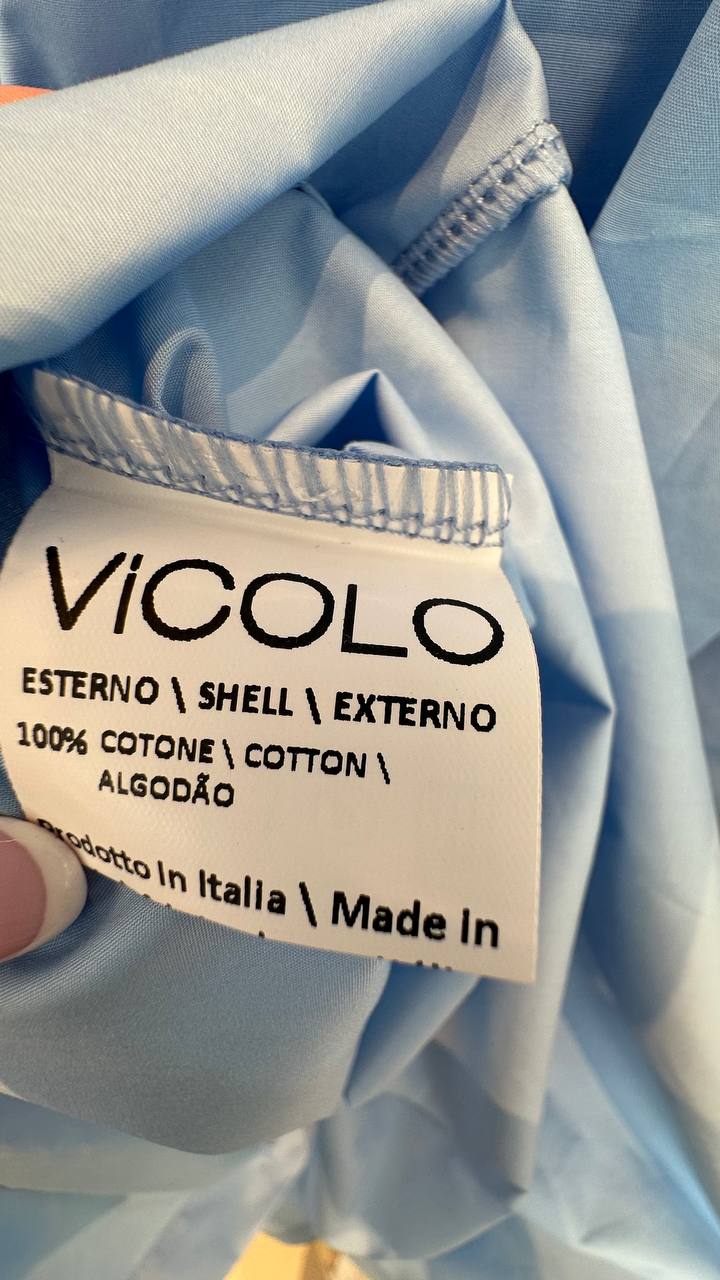 ViCOLO
ESTERNO \ SHELL \ EXTERNO
100% COTONE \ COTTON \
ALGODÃO
Prodotto In Italia \ Made in